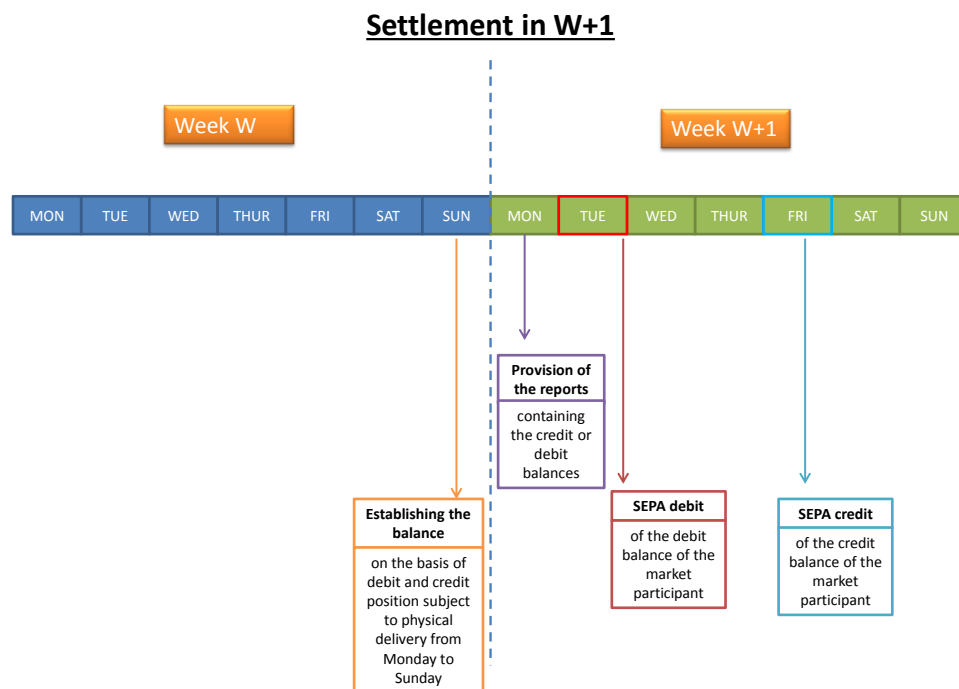 Settlement in W+1
Week W
Week W+1
MON TUE WED THUR FRI SAT SUN MON TUE WED THUR FRI SAT SUN
Provision of
the reports
containing
the credit or
debit
balances
Establishing the
balance
on the basis of
debit and credit
position subject
to physical
delivery from
Monday to
Sunday
SEPA debit
of the debit
balance of the
market
participant
SEPA credit
of the credit
balance of the
market
participant